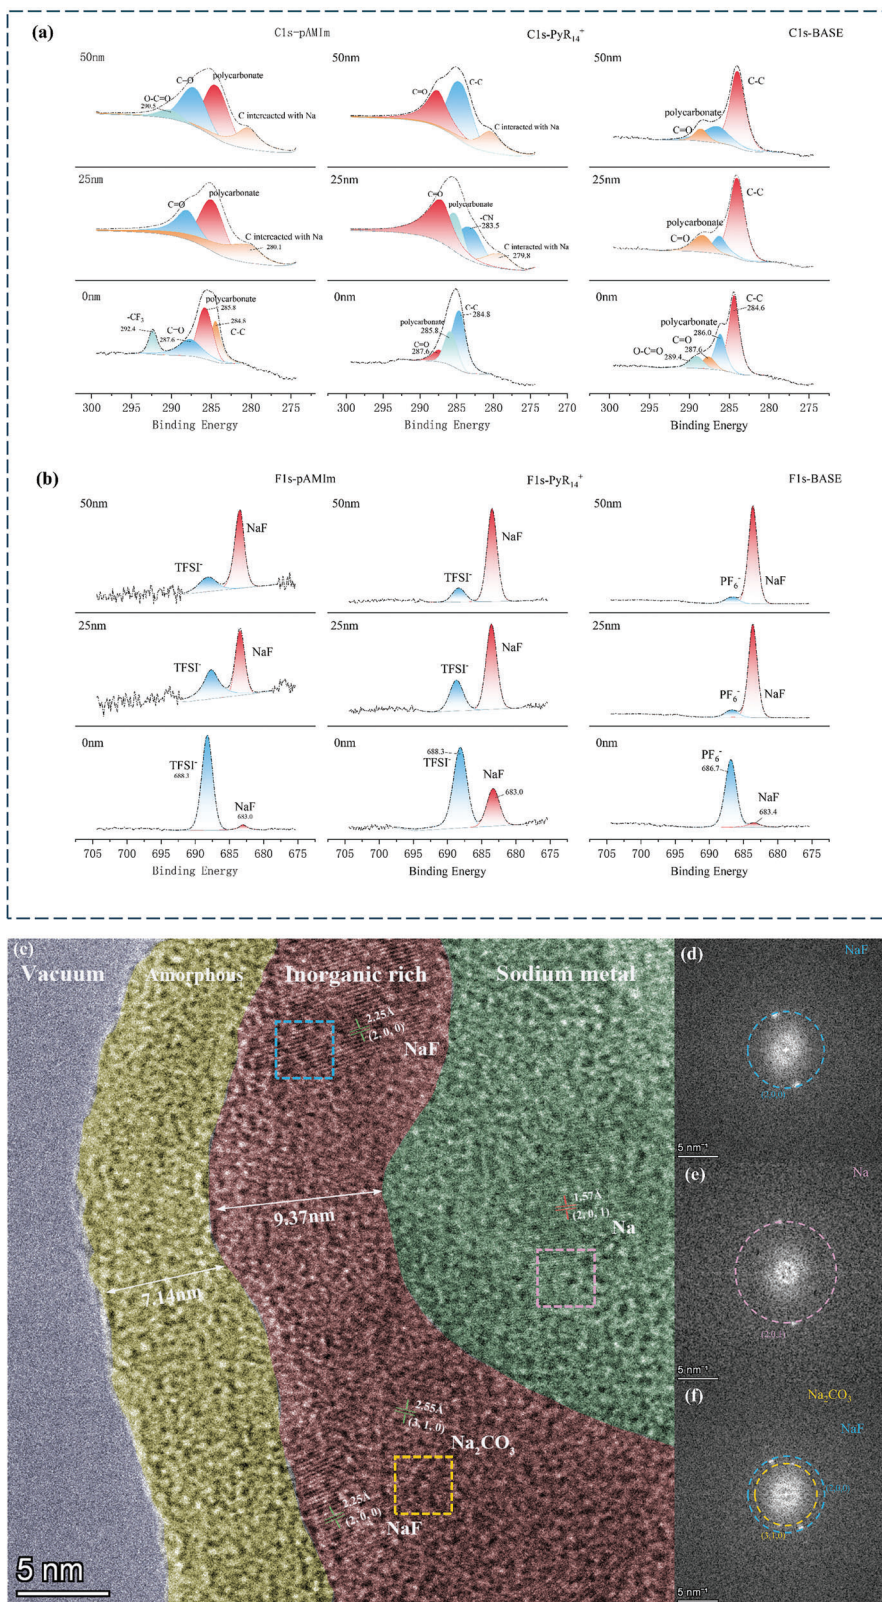 (a)
C1s-pAMIm
C1s-PyR₁₄⁺
C1s-BASE
50nm
O-C=O
290.5
C=O
polycarbonate
C intercacted with Na
50nm
C=O
C-C
C interacted with Na
50nm
C-C
polycarbonate
C=O
25nm
C=O
polycarbonate
C interacted with Na
280.1
25nm
C=O
polycarbonate
-CN
283.5
C interacted with Na
279.8
25nm
C-C
polycarbonate
C=O
0nm
-CF₃
292.4
C=O
287.6
polycarbonate
285.8
284.8
C-C
0nm
C-C
284.8
polycarbonate
285.8
C=O
287.6
0nm
C-C
284.6
polycarbonate
286.0
C=O
287.6
O-C=O
289.4
300 295 290 285 280 275
Binding Energy
300 295 290 285 280 275 270
Binding Energy
300 295 290 285 280 275
Binding Energy
(b)
F1s-pAMIm
F1s-PyR₁₄⁺
F1s-BASE
50nm
TFSI⁻
NaF
50nm
TFSI⁻
NaF
50nm
PF₆⁻
NaF
25nm
TFSI⁻
NaF
25nm
TFSI⁻
NaF
25nm
PF₆⁻
NaF
0nm
TFSI⁻
688.3
NaF
683.0
0nm
688.3
TFSI⁻
NaF
683.0
0nm
PF₆⁻
686.7
NaF
683.4
705 700 695 690 685 680 675
Binding Energy
705 700 695 690 685 680 675
Binding Energy
705 700 695 690 685 680 675
Binding Energy
(c)
Vacuum
Amorphous
Inorganic rich
Sodium metal
2.25Å
(2, 0, 0)
NaF
9.37nm
7.14nm
1.57Å
(2, 0, 1)
Na
2.55Å
(3, 1, 0)
Na₂CO₃
2.25Å
(2, 0, 0)
NaF
5 nm
(d)
NaF
5 nm⁻¹
(e)
Na
(2,0,1)
5 nm⁻¹
(f)
Na₂CO₃
NaF
(2,0,0)
(3,1,0)
5 nm⁻¹